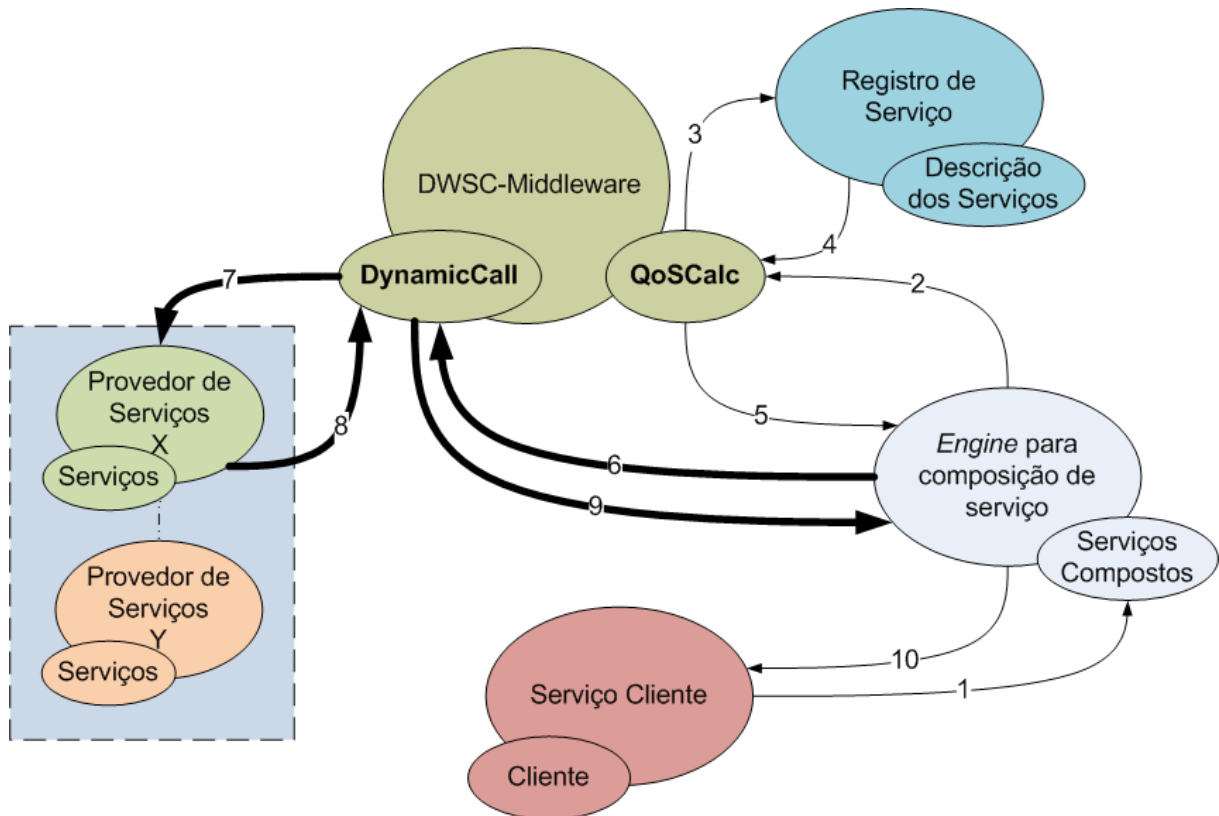 Registro de
Serviço
Descrição
dos Serviços
3
4
DWSC-Middleware
DynamicCall
QoSCalc
7
2
Provedor de
Serviços
X
Serviços
8
5
6
9
Engine para
composição de
serviço
Serviços
Compostos
Provedor de
Serviços
Y
Serviços
10
1
Serviço Cliente
Cliente